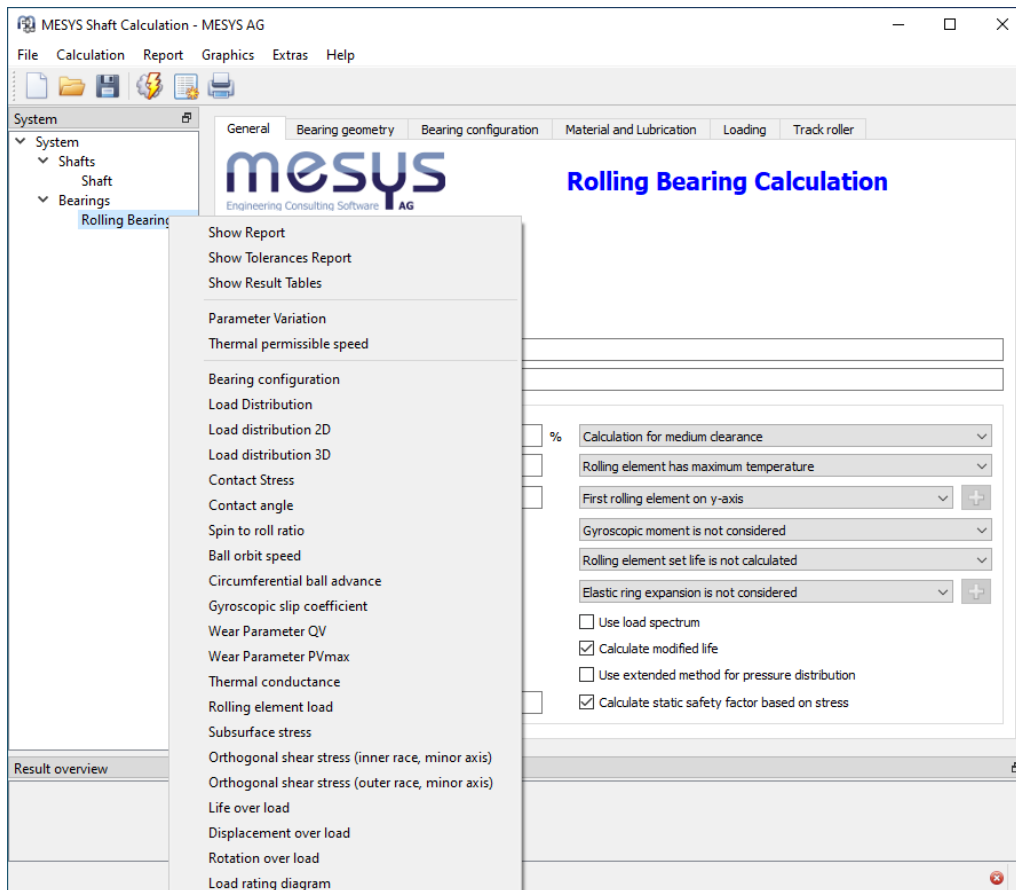 MESYS Shaft Calculation - MESYS AG
File Calculation Report Graphics Extras Help
System
System
Shafts
Shaft
Bearings
Rolling Bearing
General Bearing geometry Bearing configuration Material and Lubrication Loading Track roller
mesys
Engineering Consulting Software AG
Rolling Bearing Calculation
Show Report
Show Tolerances Report
Show Result Tables
Parameter Variation
Thermal permissible speed
Bearing configuration
Load Distribution
Load distribution 2D
Load distribution 3D
Contact Stress
Contact angle
Spin to roll ratio
Ball orbit speed
Circumferential ball advance
Gyroscopic slip coefficient
Wear Parameter QV
Wear Parameter PVmax
Thermal conductance
Rolling element load
Subsurface stress
Orthogonal shear stress (inner race, minor axis)
Orthogonal shear stress (outer race, minor axis)
Life over load
Displacement over load
Rotation over load
Load rating diagram
% Calculation for medium clearance
Rolling element has maximum temperature
First rolling element on y-axis
Gyroscopic moment is not considered
Rolling element set life is not calculated
Elastic ring expansion is not considered
Use load spectrum
Calculate modified life
Use extended method for pressure distribution
Calculate static safety factor based on stress
Result overview